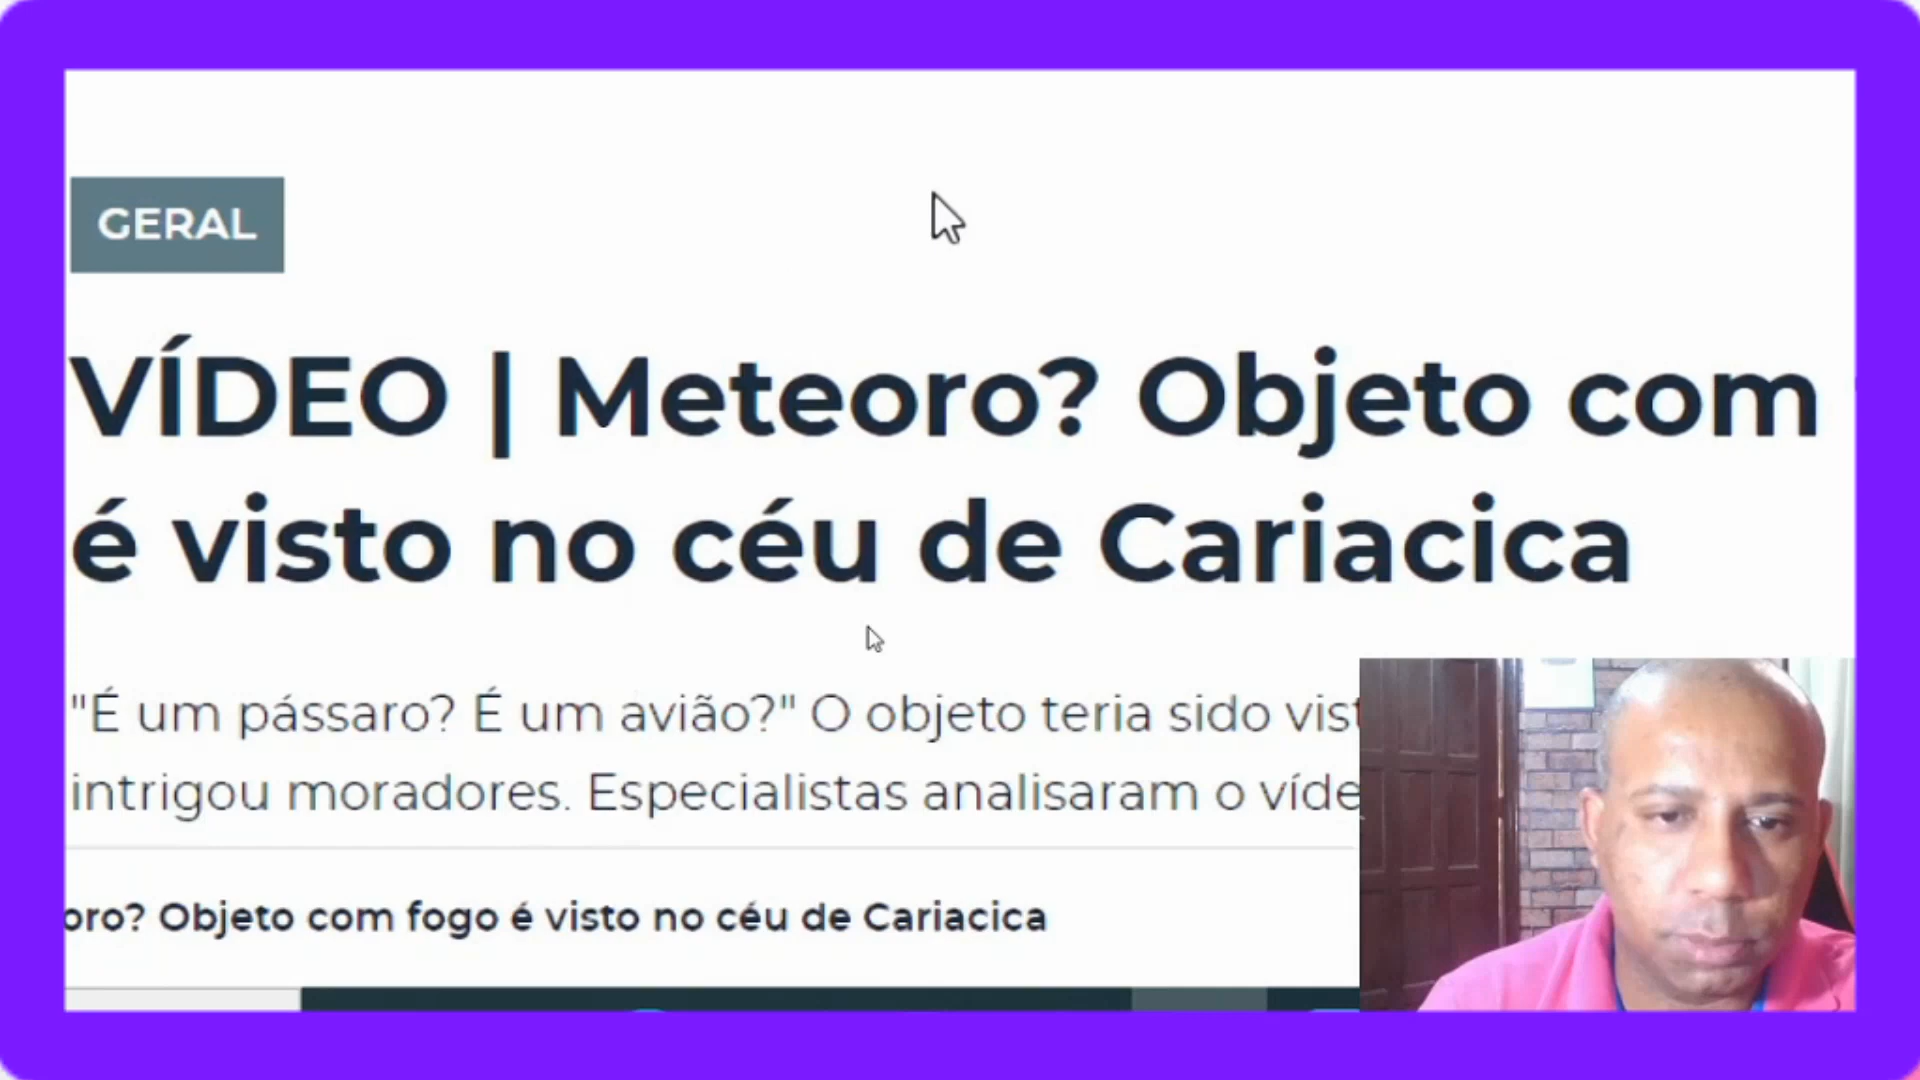 GERAL
VÍDEO | Meteoro? Objeto com
é visto no céu de Cariacica
"É um pássaro? É um avião?" O objeto teria sido vist
intrigou moradores. Especialistas analisaram o víde
oro? Objeto com fogo é visto no céu de Cariacica